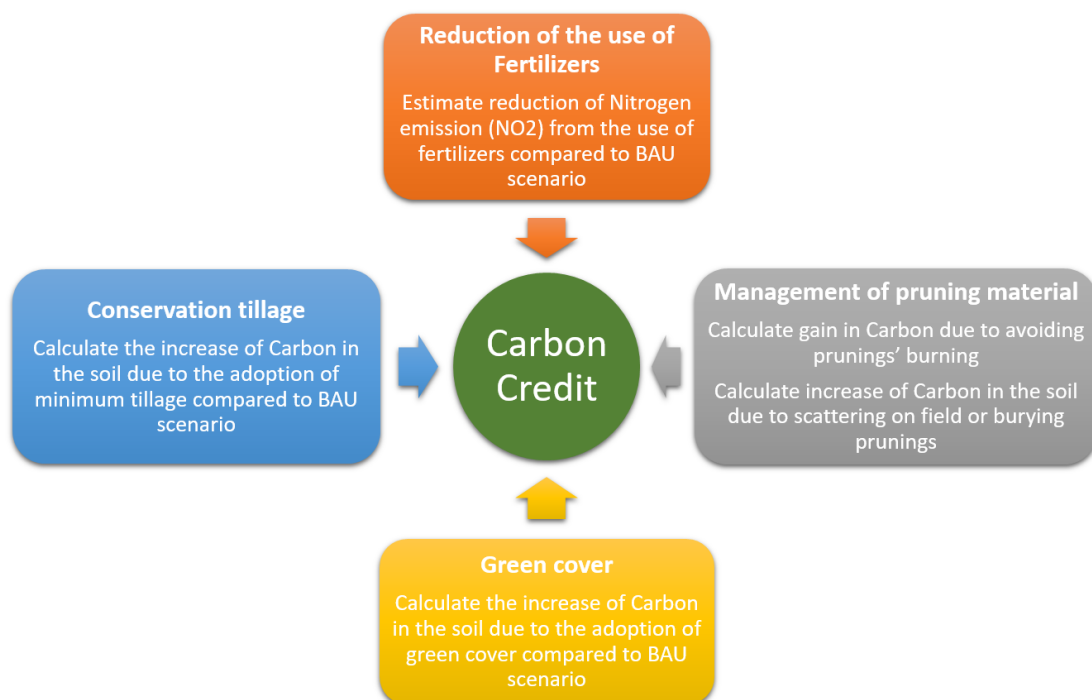 Reduction of the use of
Fertilizers
Estimate reduction of Nitrogen
emission (NO2) from the use of
fertilizers compared to BAU
scenario
Conservation tillage
Calculate the increase of Carbon in
the soil due to the adoption of
minimum tillage compared to BAU
scenario
Carbon
Credit
Management of pruning material
Calculate gain in Carbon due to avoiding
prunings’ burning
Calculate increase of Carbon in the soil
due to scattering on field or burying
prunings
Green cover
Calculate the increase of Carbon
in the soil due to the adoption of
green cover compared to BAU
scenario